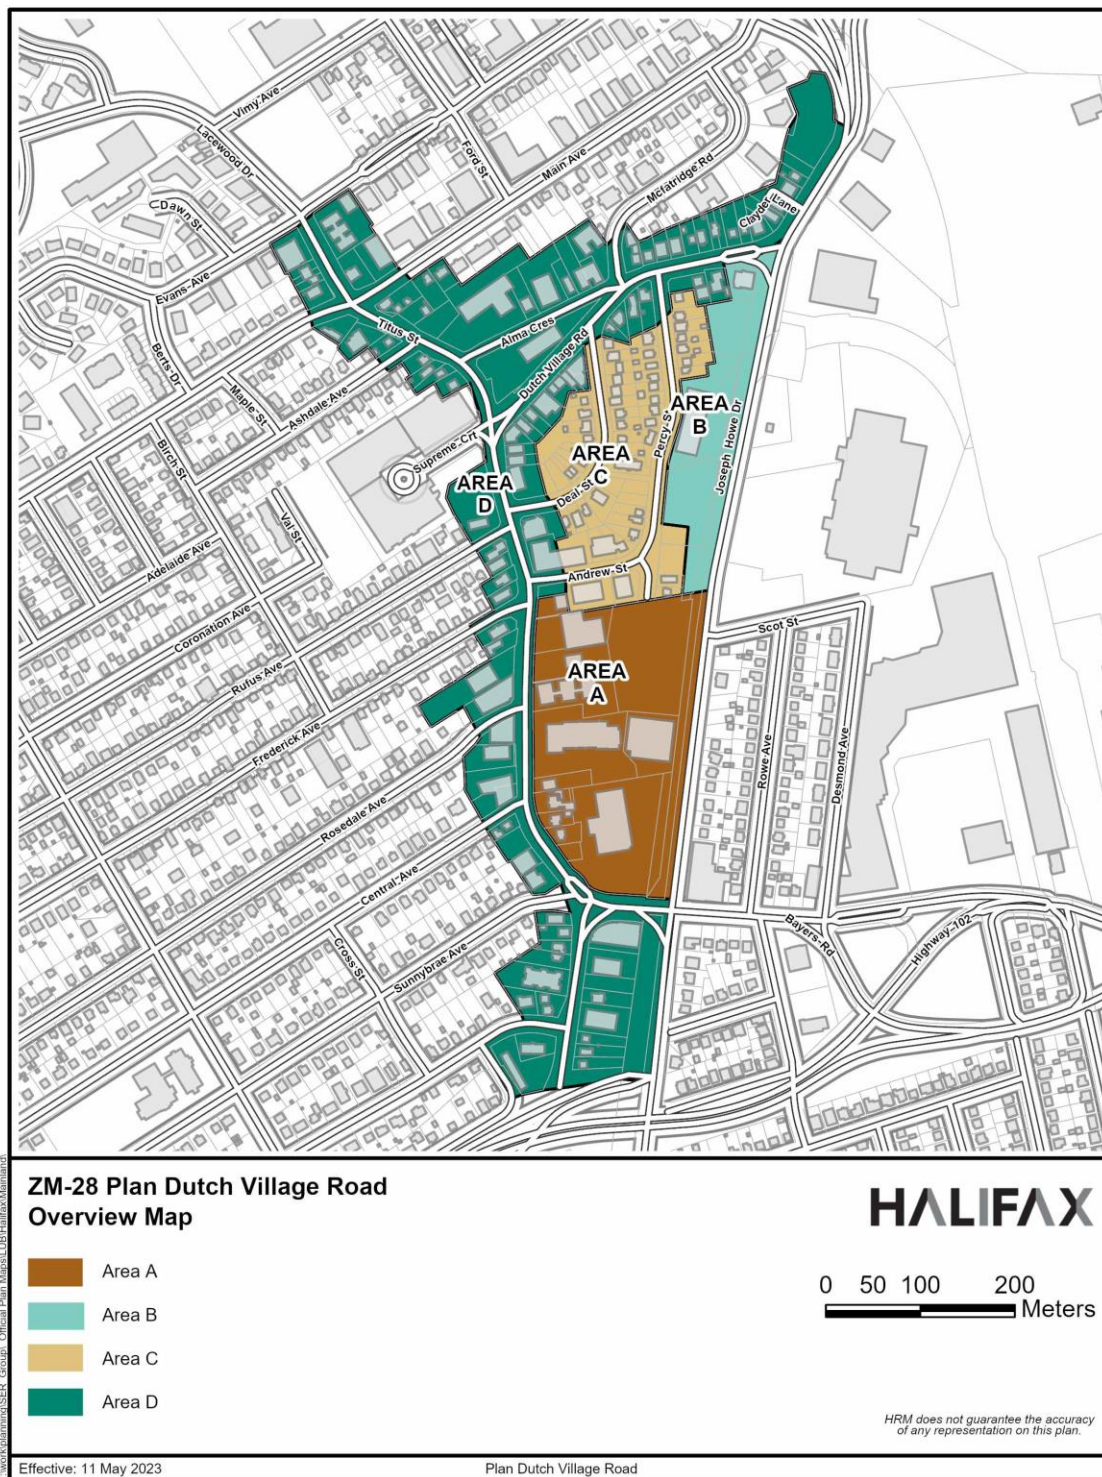 Vimy Ave
Lacewood Dr
Ford St
Main Ave
Mcfatridge Rd
Dawn St
Clayder Lane
Evans Ave
Titus St
Alma Cres
Berts Dr
Dutch Village Rd
Maple St
Ashdale Ave
AREA
B
Percy St
Joseph Howe Dr
Birch St
Supreme Crt
AREA
C
AREA
D
Deal St
Val St
Adelaide Ave
Andrew St
Coronation Ave
Scot St
Rufus Ave
AREA
A
Frederick Ave
Rowe Ave
Desmond Ave
Rosedale Ave
Central Ave
Bayers Rd
Highway 102
Cross St
Sunnybrae Ave
ZM-28 Plan Dutch Village Road
Overview Map
HALIFAX
Area A
Area B
Area C
Area D
0 50 100 200
Meters
HRM does not guarantee the accuracy
of any representation on this plan.
Effective: 11 May 2023
Plan Dutch Village Road